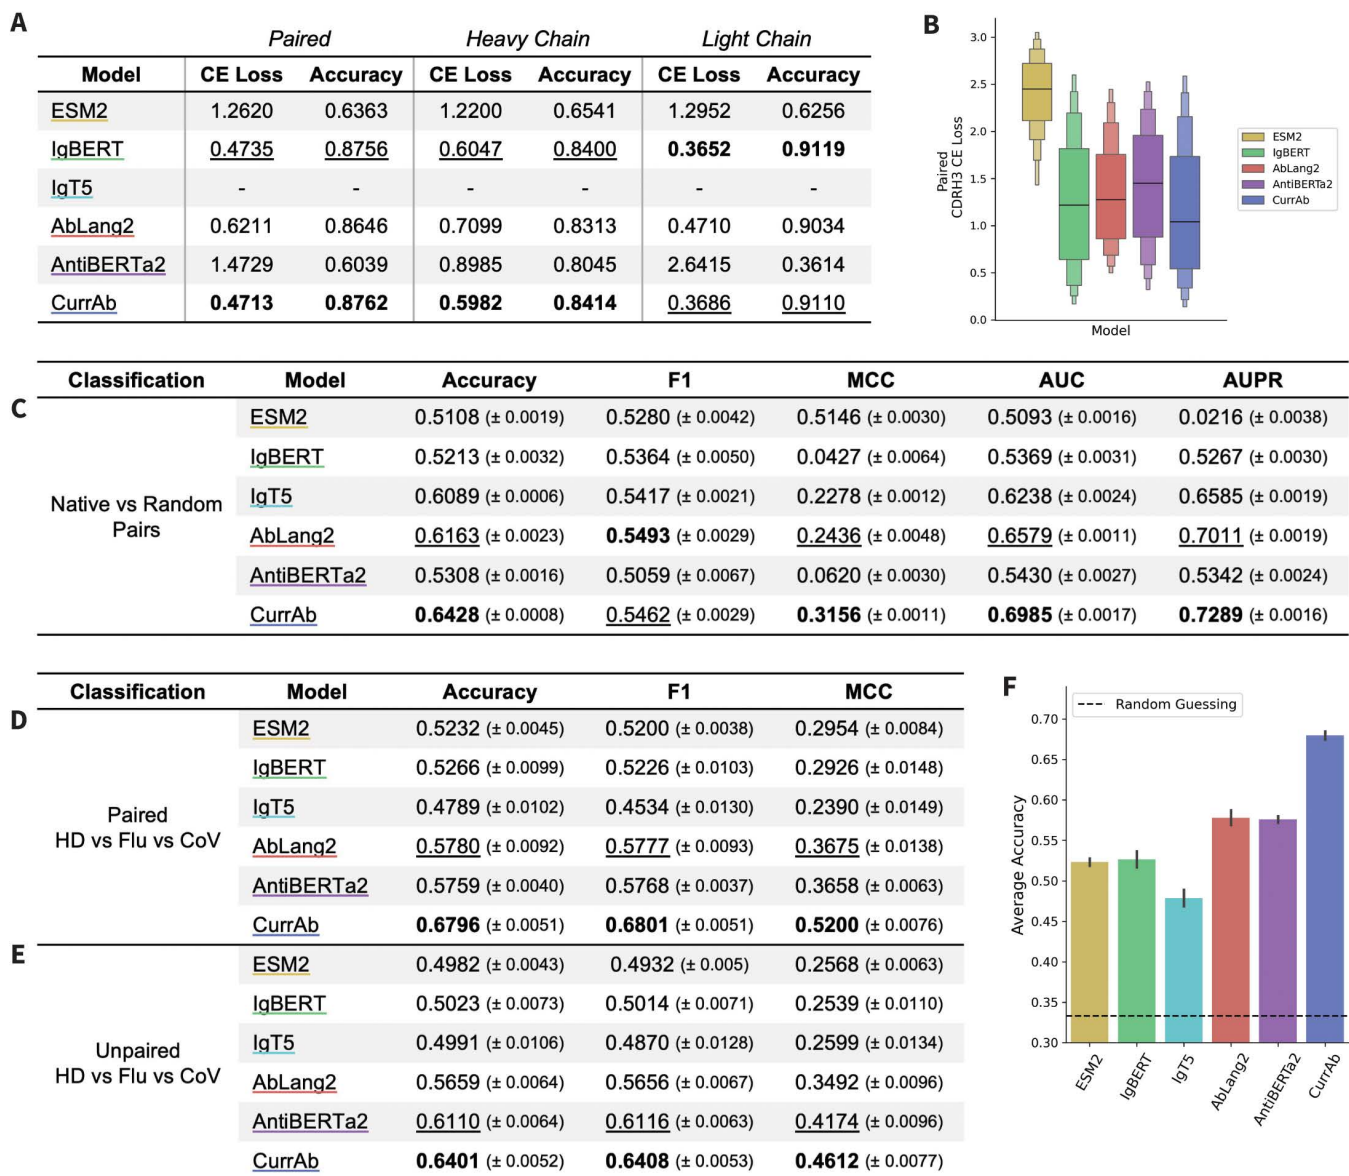 A
Paired Heavy Chain Light Chain
Model CE Loss Accuracy CE Loss Accuracy CE Loss Accuracy
ESM2 1.2620 0.6363 1.2200 0.6541 1.2952 0.6256
IgBERT 0.4735 0.8756 0.6047 0.8400 0.3652 0.9119
IgT5 - - - - - -
AbLang2 0.6211 0.8646 0.7099 0.8313 0.4710 0.9034
AntiBERTa2 1.4729 0.6039 0.8985 0.8045 2.6415 0.3614
CurrAb 0.4713 0.8762 0.5982 0.8414 0.3686 0.9110
B
Paired
CDRH3 CE Loss
3.0
2.5
2.0
1.5
1.0
0.5
0.0
Model
ESM2
IgBERT
AbLang2
AntiBERTa2
CurrAb
C
Classification Model Accuracy F1 MCC AUC AUPR
Native vs Random
Pairs
ESM2 0.5108 (± 0.0019) 0.5280 (± 0.0042) 0.5146 (± 0.0030) 0.5093 (± 0.0016) 0.0216 (± 0.0038)
IgBERT 0.5213 (± 0.0032) 0.5364 (± 0.0050) 0.0427 (± 0.0064) 0.5369 (± 0.0031) 0.5267 (± 0.0030)
IgT5 0.6089 (± 0.0006) 0.5417 (± 0.0021) 0.2278 (± 0.0012) 0.6238 (± 0.0024) 0.6585 (± 0.0019)
AbLang2 0.6163 (± 0.0023) 0.5493 (± 0.0029) 0.2436 (± 0.0048) 0.6579 (± 0.0011) 0.7011 (± 0.0019)
AntiBERTa2 0.5308 (± 0.0016) 0.5059 (± 0.0067) 0.0620 (± 0.0030) 0.5430 (± 0.0027) 0.5342 (± 0.0024)
CurrAb 0.6428 (± 0.0008) 0.5462 (± 0.0029) 0.3156 (± 0.0011) 0.6985 (± 0.0017) 0.7289 (± 0.0016)
Classification Model Accuracy F1 MCC
D
Paired
HD vs Flu vs CoV
ESM2 0.5232 (± 0.0045) 0.5200 (± 0.0038) 0.2954 (± 0.0084)
IgBERT 0.5266 (± 0.0099) 0.5226 (± 0.0103) 0.2926 (± 0.0148)
IgT5 0.4789 (± 0.0102) 0.4534 (± 0.0130) 0.2390 (± 0.0149)
AbLang2 0.5780 (± 0.0092) 0.5777 (± 0.0093) 0.3675 (± 0.0138)
AntiBERTa2 0.5759 (± 0.0040) 0.5768 (± 0.0037) 0.3658 (± 0.0063)
CurrAb 0.6796 (± 0.0051) 0.6801 (± 0.0051) 0.5200 (± 0.0076)
E
Unpaired
HD vs Flu vs CoV
ESM2 0.4982 (± 0.0043) 0.4932 (± 0.005) 0.2568 (± 0.0063)
IgBERT 0.5023 (± 0.0073) 0.5014 (± 0.0071) 0.2539 (± 0.0110)
IgT5 0.4991 (± 0.0106) 0.4870 (± 0.0128) 0.2599 (± 0.0134)
AbLang2 0.5659 (± 0.0064) 0.5656 (± 0.0067) 0.3492 (± 0.0096)
AntiBERTa2 0.6110 (± 0.0064) 0.6116 (± 0.0063) 0.4174 (± 0.0096)
CurrAb 0.6401 (± 0.0052) 0.6408 (± 0.0053) 0.4612 (± 0.0077)
F
Random Guessing
Average Accuracy
0.70
0.65
0.60
0.55
0.50
0.45
0.40
0.35
0.30
ESM2
IgBERT
IgT5
AbLang2
AntiBERTa2
CurrAb